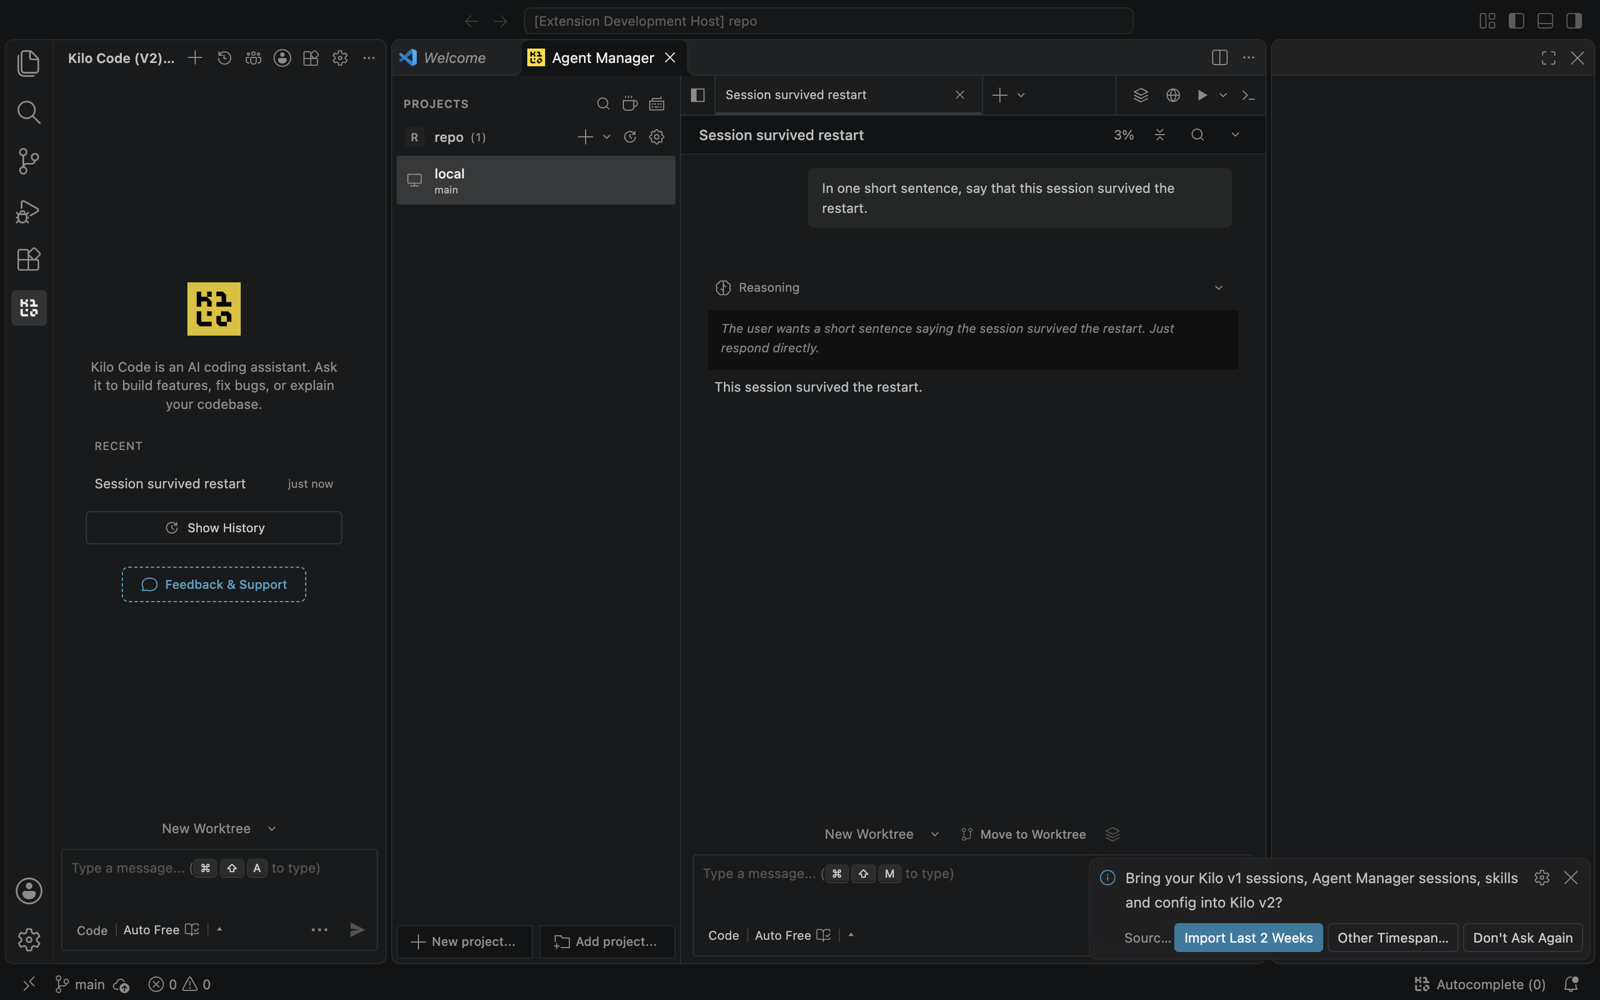 [Extension Development Host] repo
Kilo Code (V2)...
Kilo Code is an AI coding assistant. Ask
it to build features, fix bugs, or explain
your codebase.
RECENT
Session survived restart just now
Show History
Feedback & Support
New Worktree
Type a message... (⌘ ⇧ A to type)
Code Auto Free
Welcome
Agent Manager
PROJECTS
R repo (1)
local
main
New project...
Add project...
Session survived restart
Session survived restart 3%
In one short sentence, say that this session survived the
restart.
Reasoning
The user wants a short sentence saying the session survived the restart. Just
respond directly.
This session survived the restart.
New Worktree Move to Worktree
Type a message... (⌘ ⇧ M to type)
Code Auto Free
Bring your Kilo v1 sessions, Agent Manager sessions, skills
and config into Kilo v2?
Sourc... Import Last 2 Weeks Other Timespan... Don't Ask Again
main 0 0
Autocomplete (0)